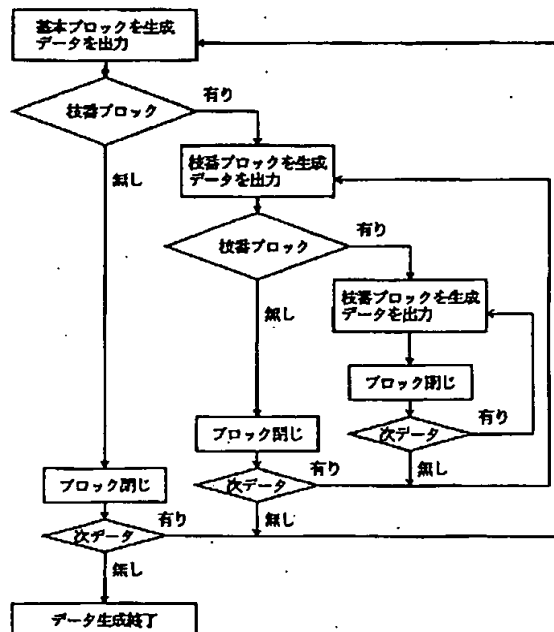 基本ブロックを生成
データを出力
枝番ブロック
有り
無し
枝番ブロックを生成
データを出力
枝番ブロック
有り
無し
枝番ブロックを生成
データを出力
ブロック閉じ
次データ
有り
無し
ブロック閉じ
次データ
有り
無し
ブロック閉じ
次データ
有り
無し
データ生成終了